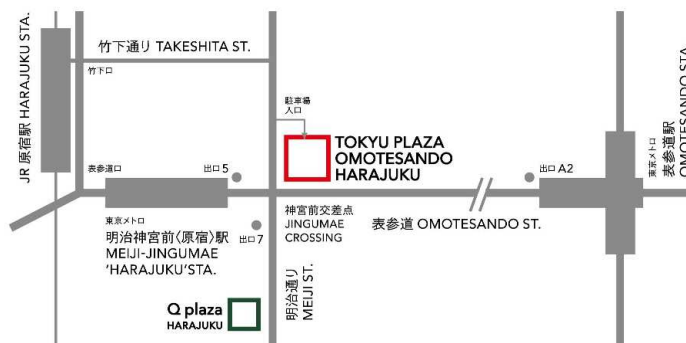 JR 原宿駅 HARAJUKU STA.
竹下通り TAKESHITA ST.
竹下口
駐車場
入口
TOKYU PLAZA
OMOTESANDO
HARAJUKU
表参道口
出口5
出口A2
東京メトロ
表参道駅
OMOTESANDO STA.
東京メトロ
明治神宮前〈原宿〉駅
MEIJI-JINGUMAE
'HARAJUKU'STA.
出口7
神宮前交差点
JINGUMAE
CROSSING
表参道 OMOTESANDO ST.
明治通り
MEIJI ST.
Q plaza
HARAJUKU